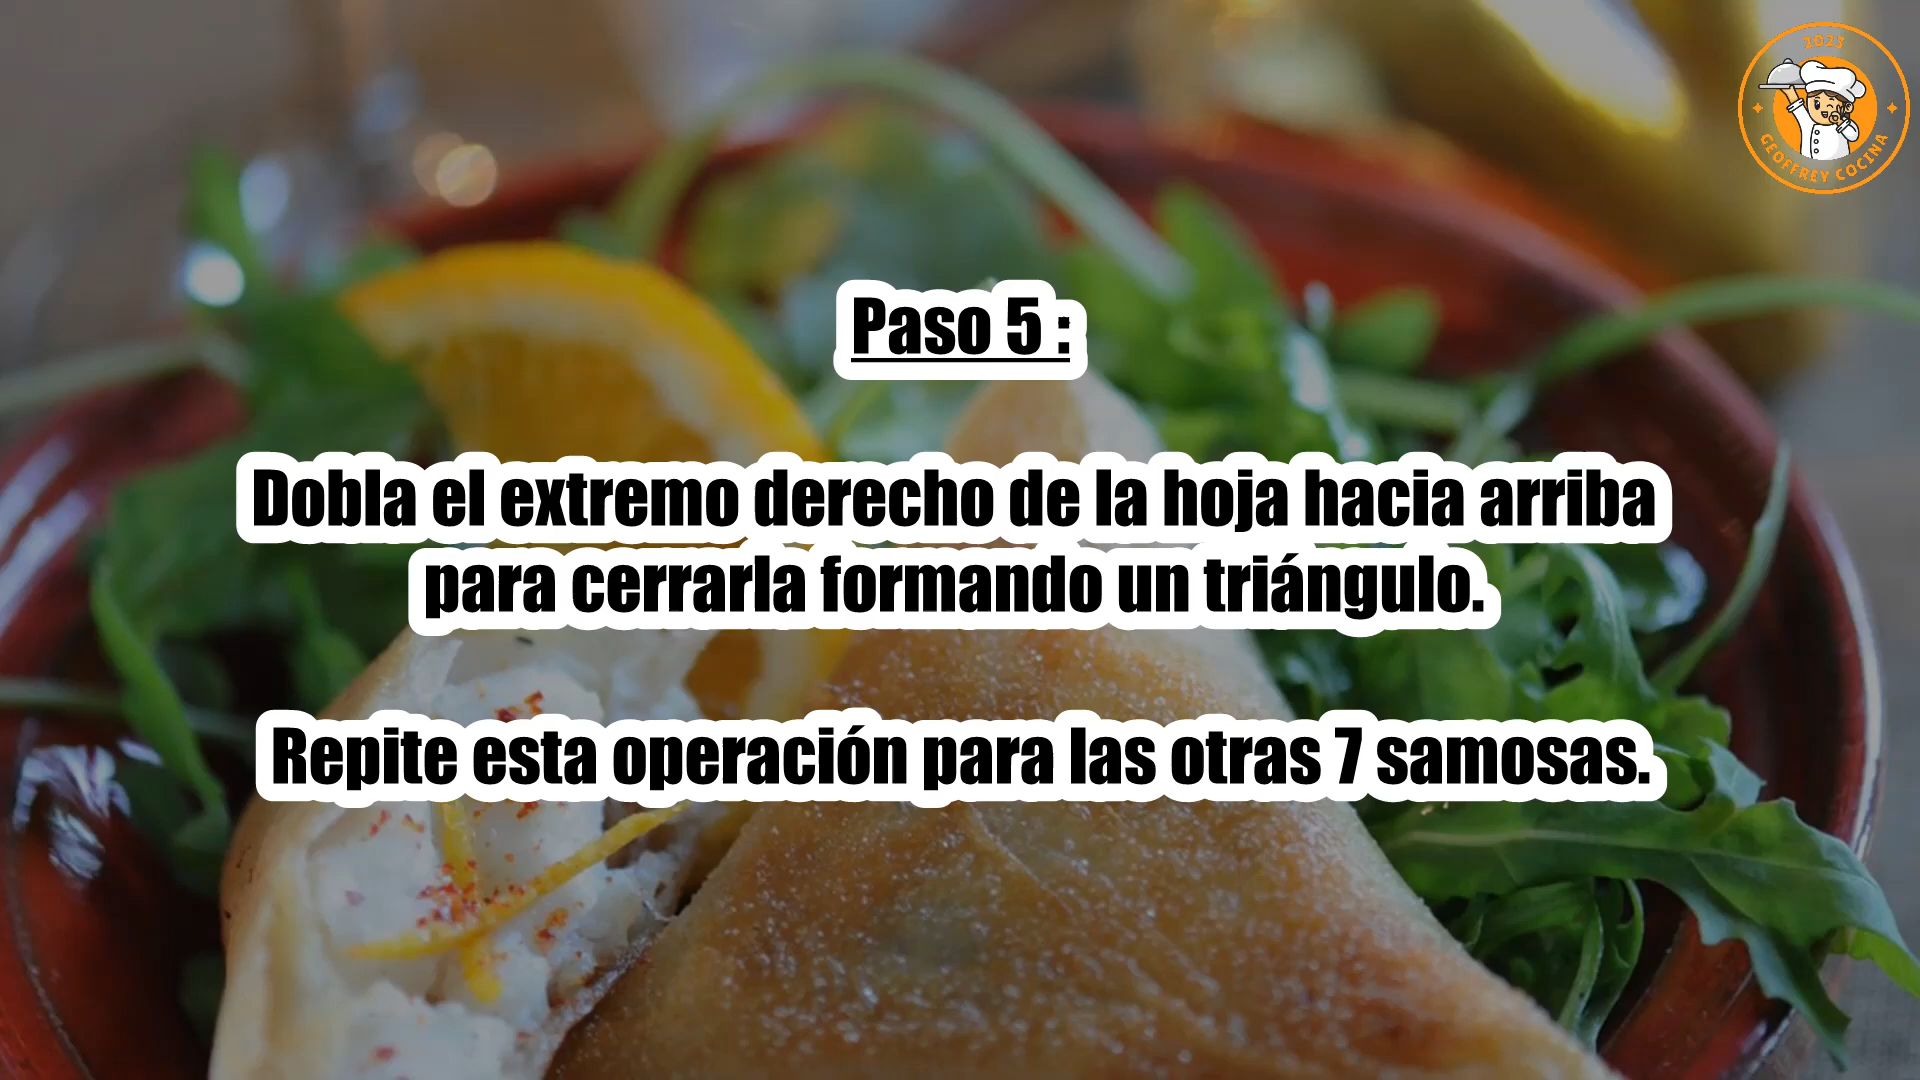 2023
GEOFFREY COCINA
Paso 5 :
Dobla el extremo derecho de la hoja hacia arriba
para cerrarla formando un triángulo.
Repite esta operación para las otras 7 samosas.